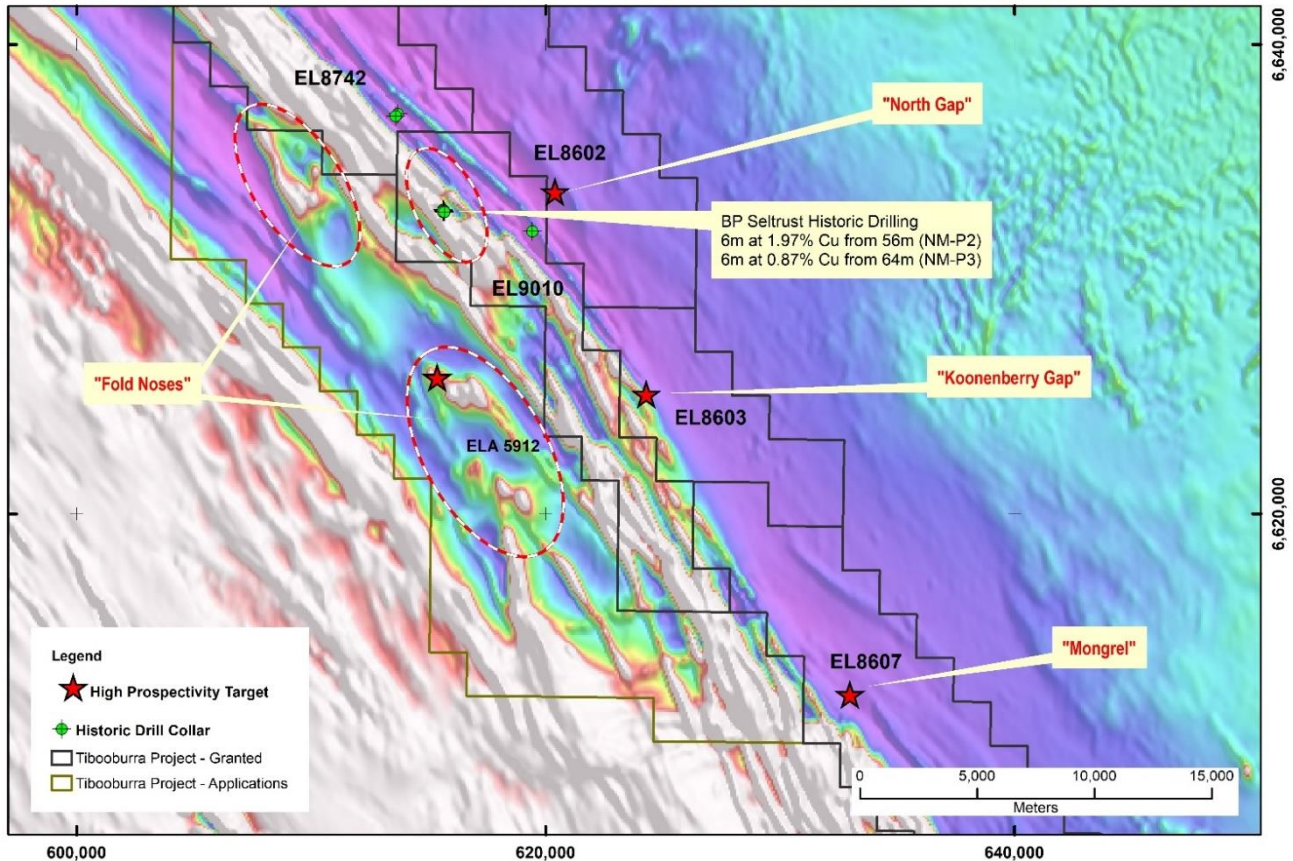 6,640,000
EL8742
"North Gap"
EL8602
BP Seltrust Historic Drilling
6m at 1.97% Cu from 56m (NM-P2)
6m at 0.87% Cu from 64m (NM-P3)
EL9010
"Fold Noses"
"Koonenberry Gap"
EL8603
ELA 5912
6,620,000
"Mongrel"
EL8607
Legend
High Prospectivity Target
Historic Drill Collar
Tibooburra Project - Granted
Tibooburra Project - Applications
0 5,000 10,000 15,000
Meters
600,000 620,000 640,000